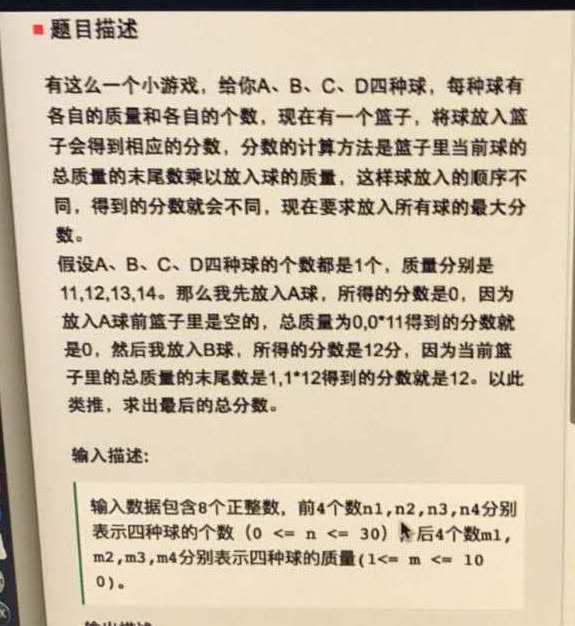 题目描述
有这么一个小游戏，给你A、B、C、D四种球，每种球有
各自的质量和各自的个数，现在有一个篮子，将球放入篮
子会得到相应的分数，分数的计算方法是篮子里当前球的
总质量的末尾数乘以放入球的质量，这样球放入的顺序不
同，得到的分数就会不同，现在要求放入所有球的最大分
数。
假设A、B、C、D四种球的个数都是1个，质量分别是
11,12,13,14。那么我先放入A球，所得的分数是0，因为
放入A球前篮子里是空的，总质量为0,0*11得到的分数就
是0，然后我放入B球，所得的分数是12分，因为当前篮
子里的总质量的末尾数是1,1*12得到的分数就是12。以此
类推，求出最后的总分数。
输入描述:
输入数据包含8个正整数，前4个数n1,n2,n3,n4分别
表示四种球的个数（0 <= n <= 30）后4个数m1,
m2,m3,m4分别表示四种球的质量(1<= m <= 10
0)。